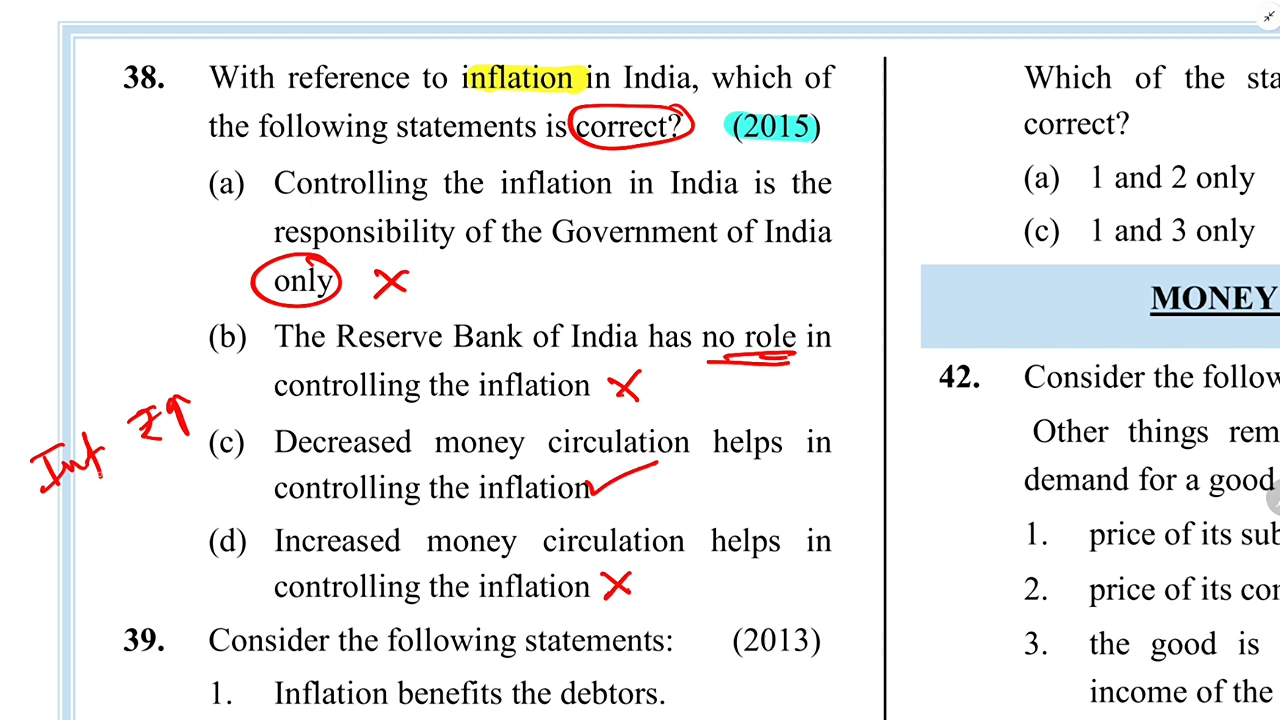 38. With reference to inflation in India, which of
the following statements is correct? (2015)
(a) Controlling the inflation in India is the
responsibility of the Government of India
only
(b) The Reserve Bank of India has no role in
controlling the inflation
(c) Decreased money circulation helps in
controlling the inflation
(d) Increased money circulation helps in
controlling the inflation
39. Consider the following statements: (2013)
1. Inflation benefits the debtors.
Int ₹↑
Which of the sta
correct?
(a) 1 and 2 only
(c) 1 and 3 only
MONEY
42. Consider the follow
Other things rem
demand for a good
1. price of its sub
2. price of its con
3. the good is
income of the